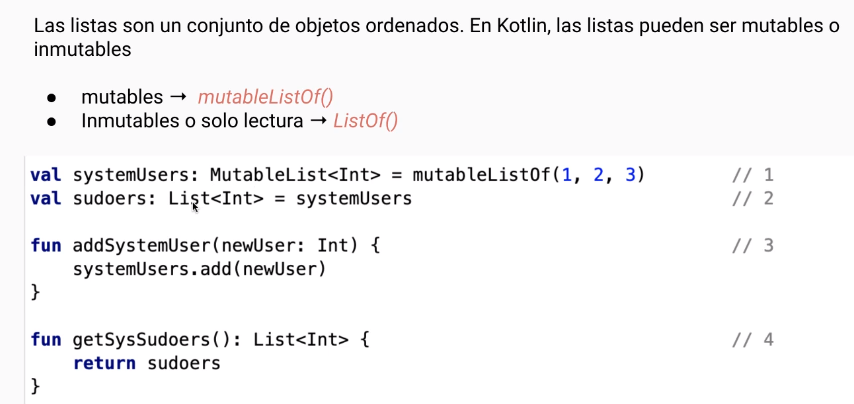 Las listas son un conjunto de objetos ordenados. En Kotlin, las listas pueden ser mutables o
inmutables
● mutables → mutableListOf()
● Inmutables o solo lectura → ListOf()
val systemUsers: MutableList<Int> = mutableListOf(1, 2, 3) // 1
val sudoers: List<Int> = systemUsers // 2
fun addSystemUser(newUser: Int) { // 3
    systemUsers.add(newUser)
}
fun getSysSudoers(): List<Int> { // 4
    return sudoers
}